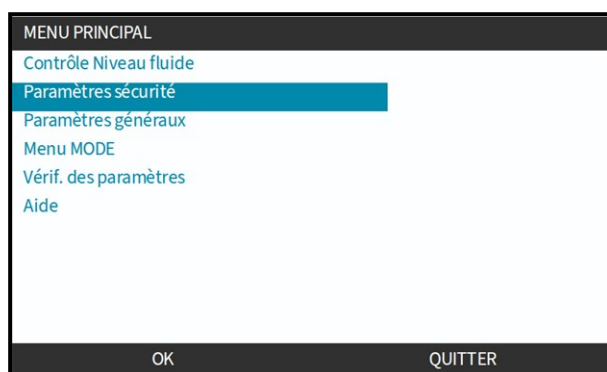 MENU PRINCIPAL
Contrôle Niveau fluide
Paramètres sécurité
Paramètres généraux
Menu MODE
Vérif. des paramètres
Aide
OK QUITTER